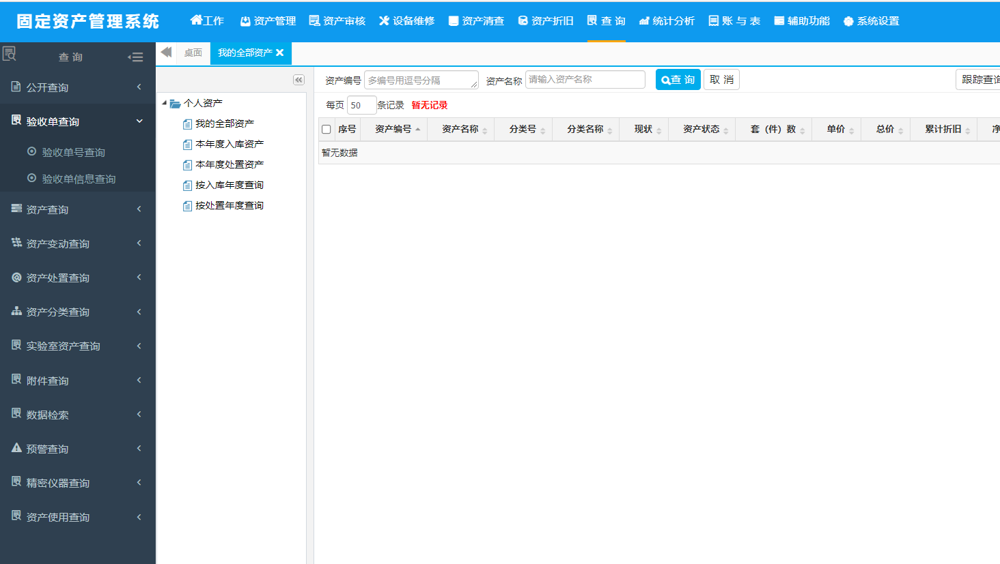 固定资产管理系统
工作 资产管理 资产审核 设备维修 资产清查 资产折旧 查 询 统计分析 账 与 表 辅助功能 系统设置
查 询
公开查询
验收单查询
验收单号查询
验收单信息查询
资产查询
资产变动查询
资产处置查询
资产分类查询
实验室资产查询
附件查询
数据检索
预警查询
精密仪器查询
资产使用查询
桌面 我的全部资产
个人资产
我的全部资产
本年度入库资产
本年度处置资产
按入库年度查询
按处置年度查询
资产编号 多编号用逗号分隔 资产名称 请输入资产名称 查 询 取 消 跟踪查询
每页 50 条记录 暂无记录
序号 资产编号 资产名称 分类号 分类名称 现状 资产状态 套（件）数 单价 总价 累计折旧 净
暂无数据